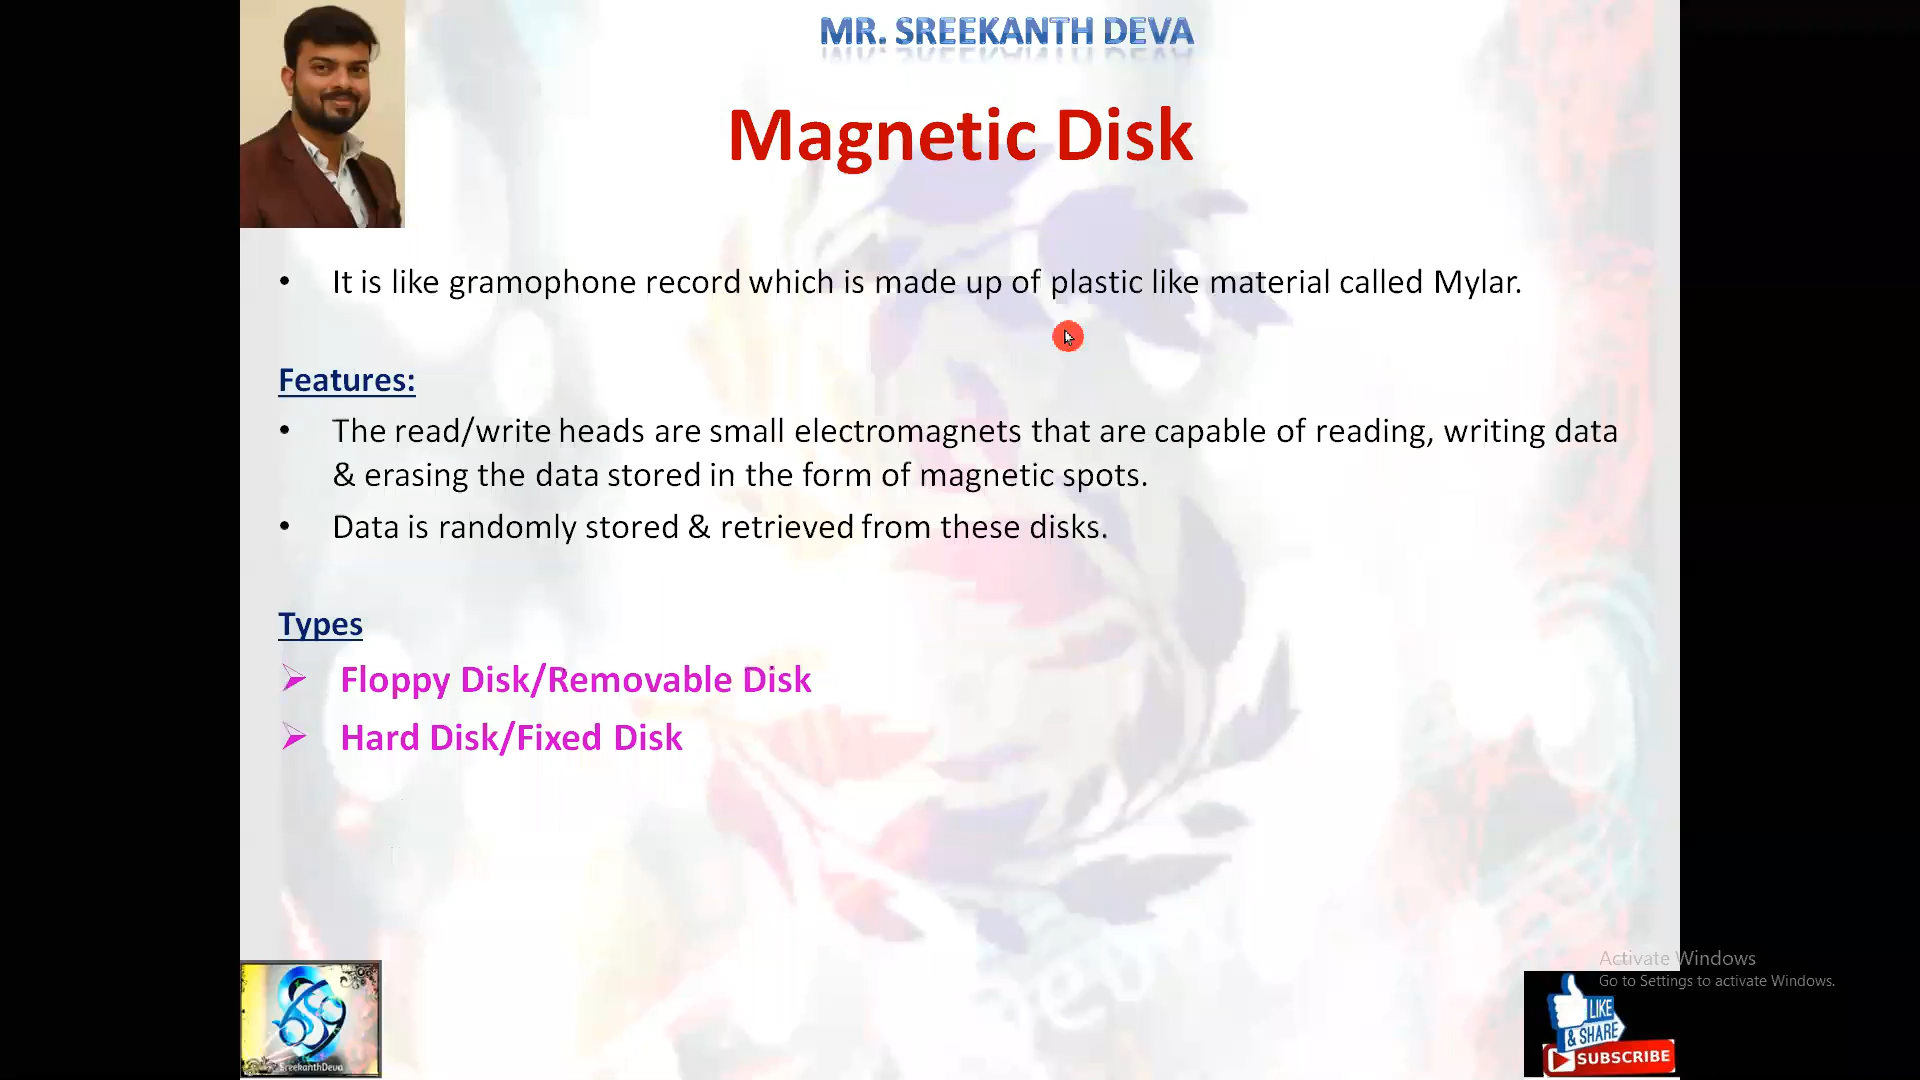 MR. SREEKANTH DEVA
Magnetic Disk
• It is like gramophone record which is made up of plastic like material called Mylar.
Features:
• The read/write heads are small electromagnets that are capable of reading, writing data
& erasing the data stored in the form of magnetic spots.
• Data is randomly stored & retrieved from these disks.
Types
➢ Floppy Disk/Removable Disk
➢ Hard Disk/Fixed Disk
Activate Windows
Go to Settings to activate Windows.
LIKE
& SHARE
SUBSCRIBE
SreekanthDeva